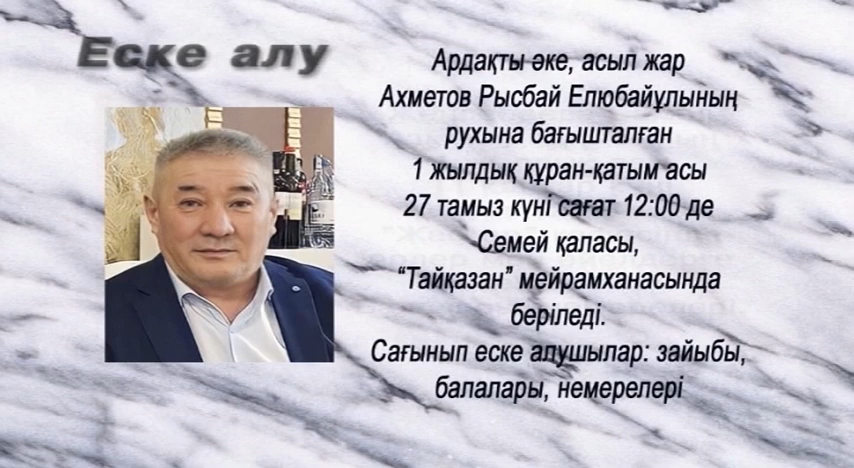 Еске алу
Ардақты әке, асыл жар
Ахметов Рысбай Елюбайұлының
рухына бағышталған
1 жылдық құран-қатым асы
27 тамыз күні сағат 12:00 де
Семей қаласы,
“Тайқазан” мейрамханасында
беріледі.
Сағынып еске алушылар: зайыбы,
балалары, немерелері